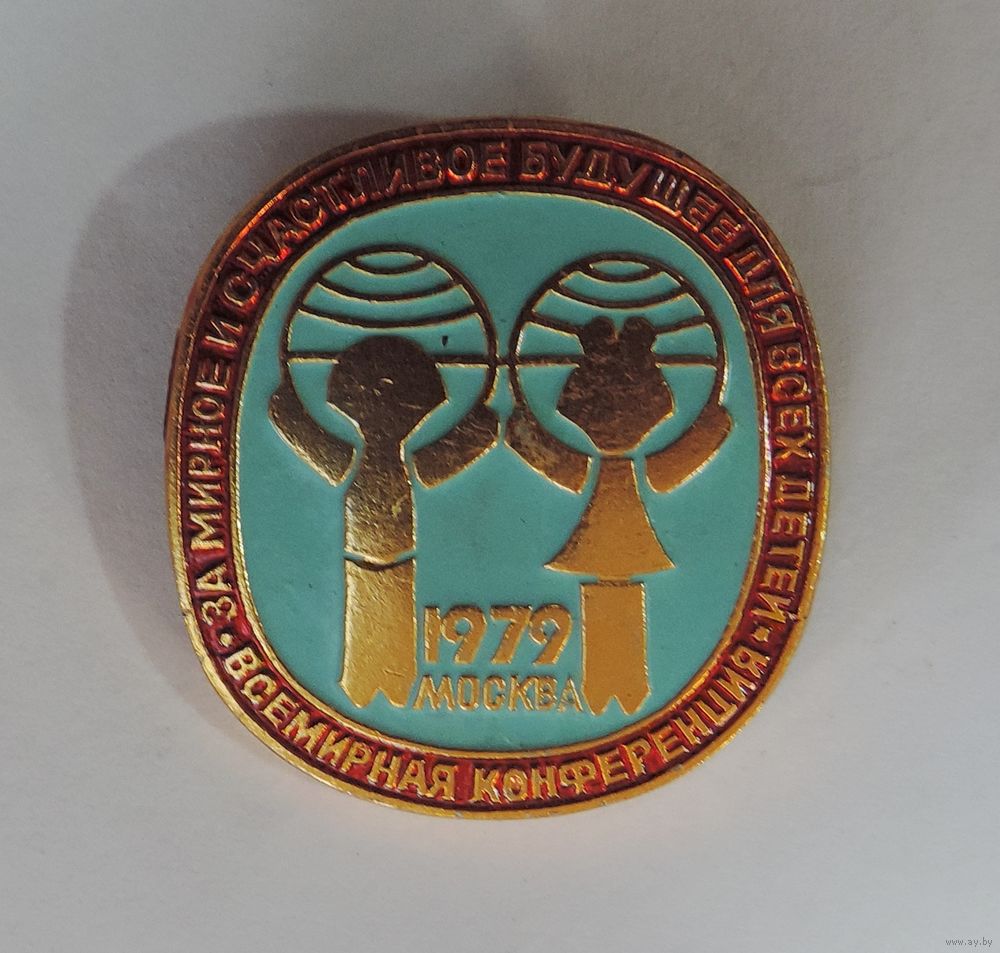 ЗА МИРНОЕ И СЧАСТЛИВОЕ БУДУЩЕЕ ДЛЯ ВСЕХ ДЕТЕЙ
ВСЕМИРНАЯ КОНФЕРЕНЦИЯ
1979
МОСКВА
www.ay.by